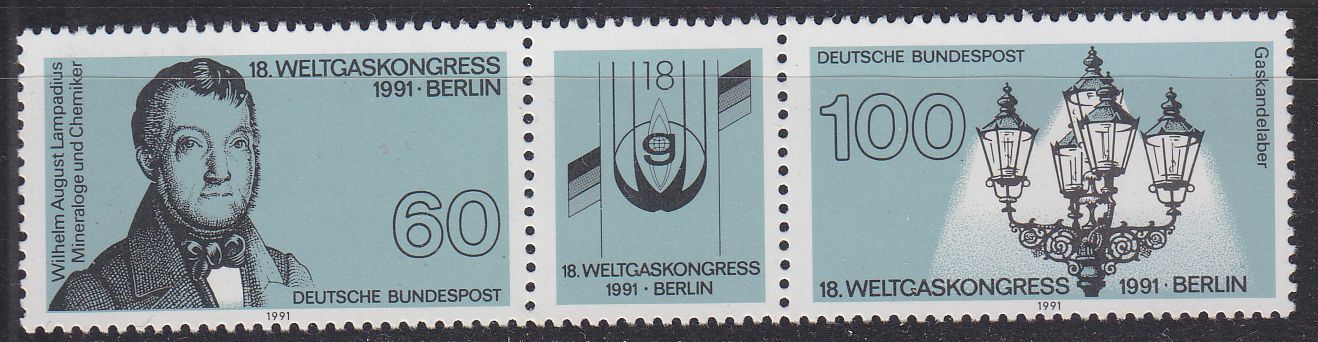 Wilhelm August Lampadius
Mineraloge und Chemiker
18. WELTGASKONGRESS
1991 · BERLIN
60
DEUTSCHE BUNDESPOST
1991
18
g
18. WELTGASKONGRESS
1991 · BERLIN
DEUTSCHE BUNDESPOST
100
Gaskandelaber
18. WELTGASKONGRESS 1991 · BERLIN
1991